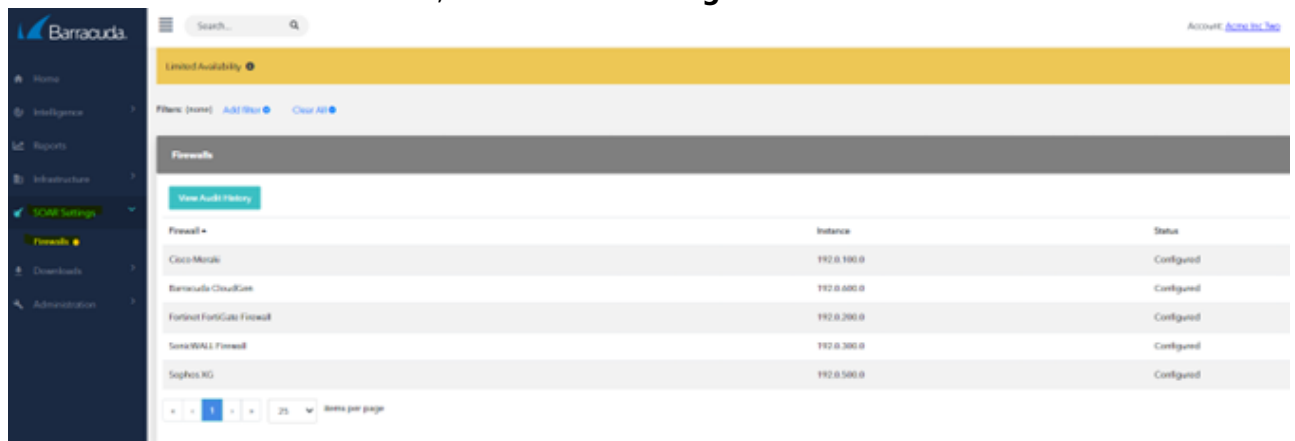 Barracuda.
Search...
Account: Acme Inc Two
Limited Availability
Home
Intelligence
Reports
Infrastructure
SOAR Settings
Firewalls
Downloads
Administration
Filters: (none) Add filter Clear All
Firewalls
View Audit History
Firewall Instance Status
Cisco Meraki 192.0.100.0 Configured
Barracuda CloudGen 192.0.600.0 Configured
Fortinet FortiGate Firewall 192.0.200.0 Configured
SonicWALL Firewall 192.0.300.0 Configured
Sophos XG 192.0.500.0 Configured
« ‹ 1 › » 25 items per page